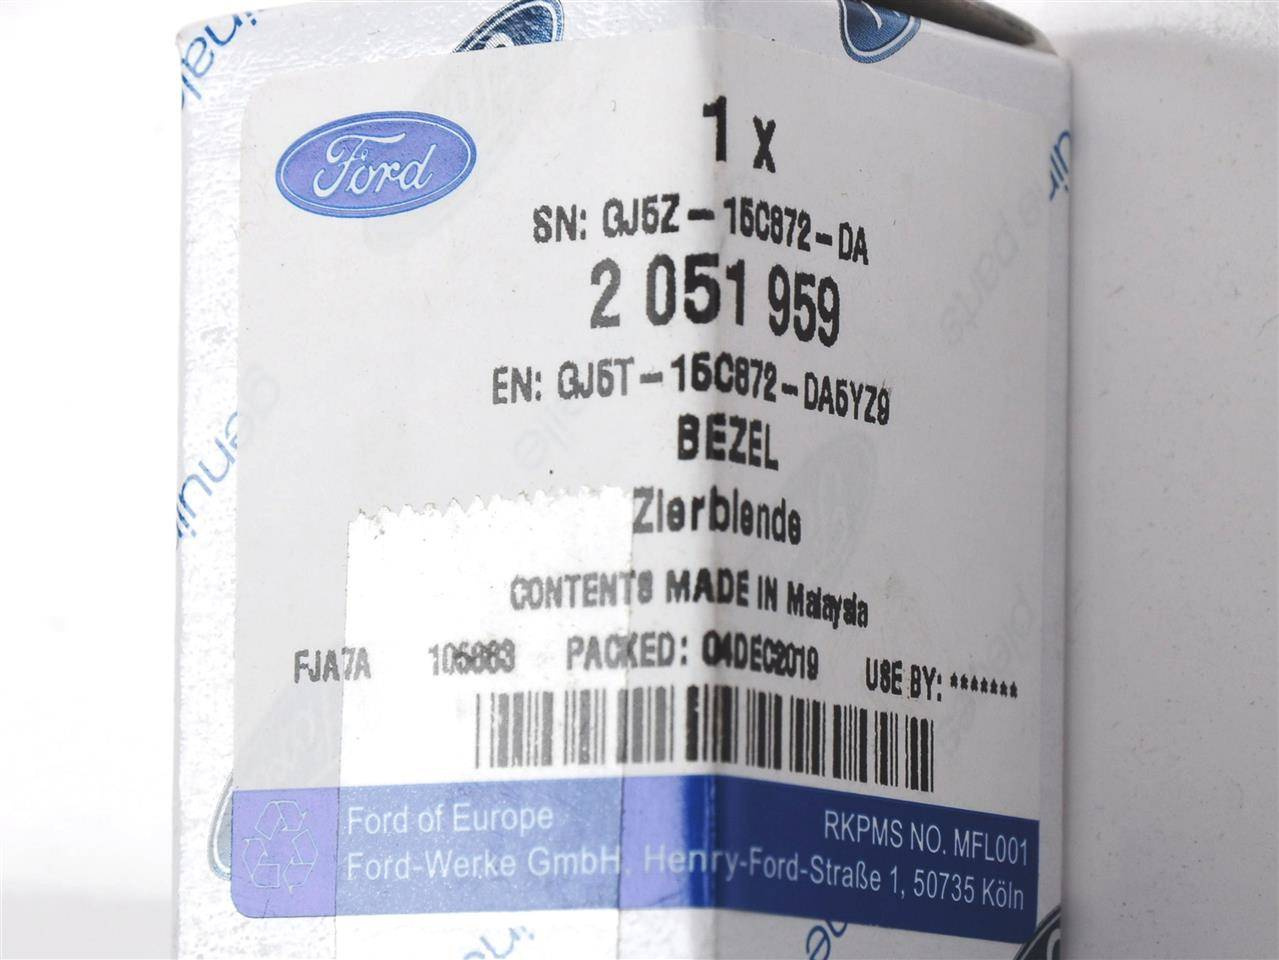 Ford
1 x
SN: GJ5Z-15C872-DA
2 051 959
EN: GJ5T-15C872-DA5YZ9
BEZEL
Zierblende
CONTENTS MADE IN Malaysia
FJA7A 105863 PACKED: 04DEC2019 USE BY: *******
Ford of Europe
RKPMS NO. MFL001
Ford-Werke GmbH, Henry-Ford-Straße 1, 50735 Köln